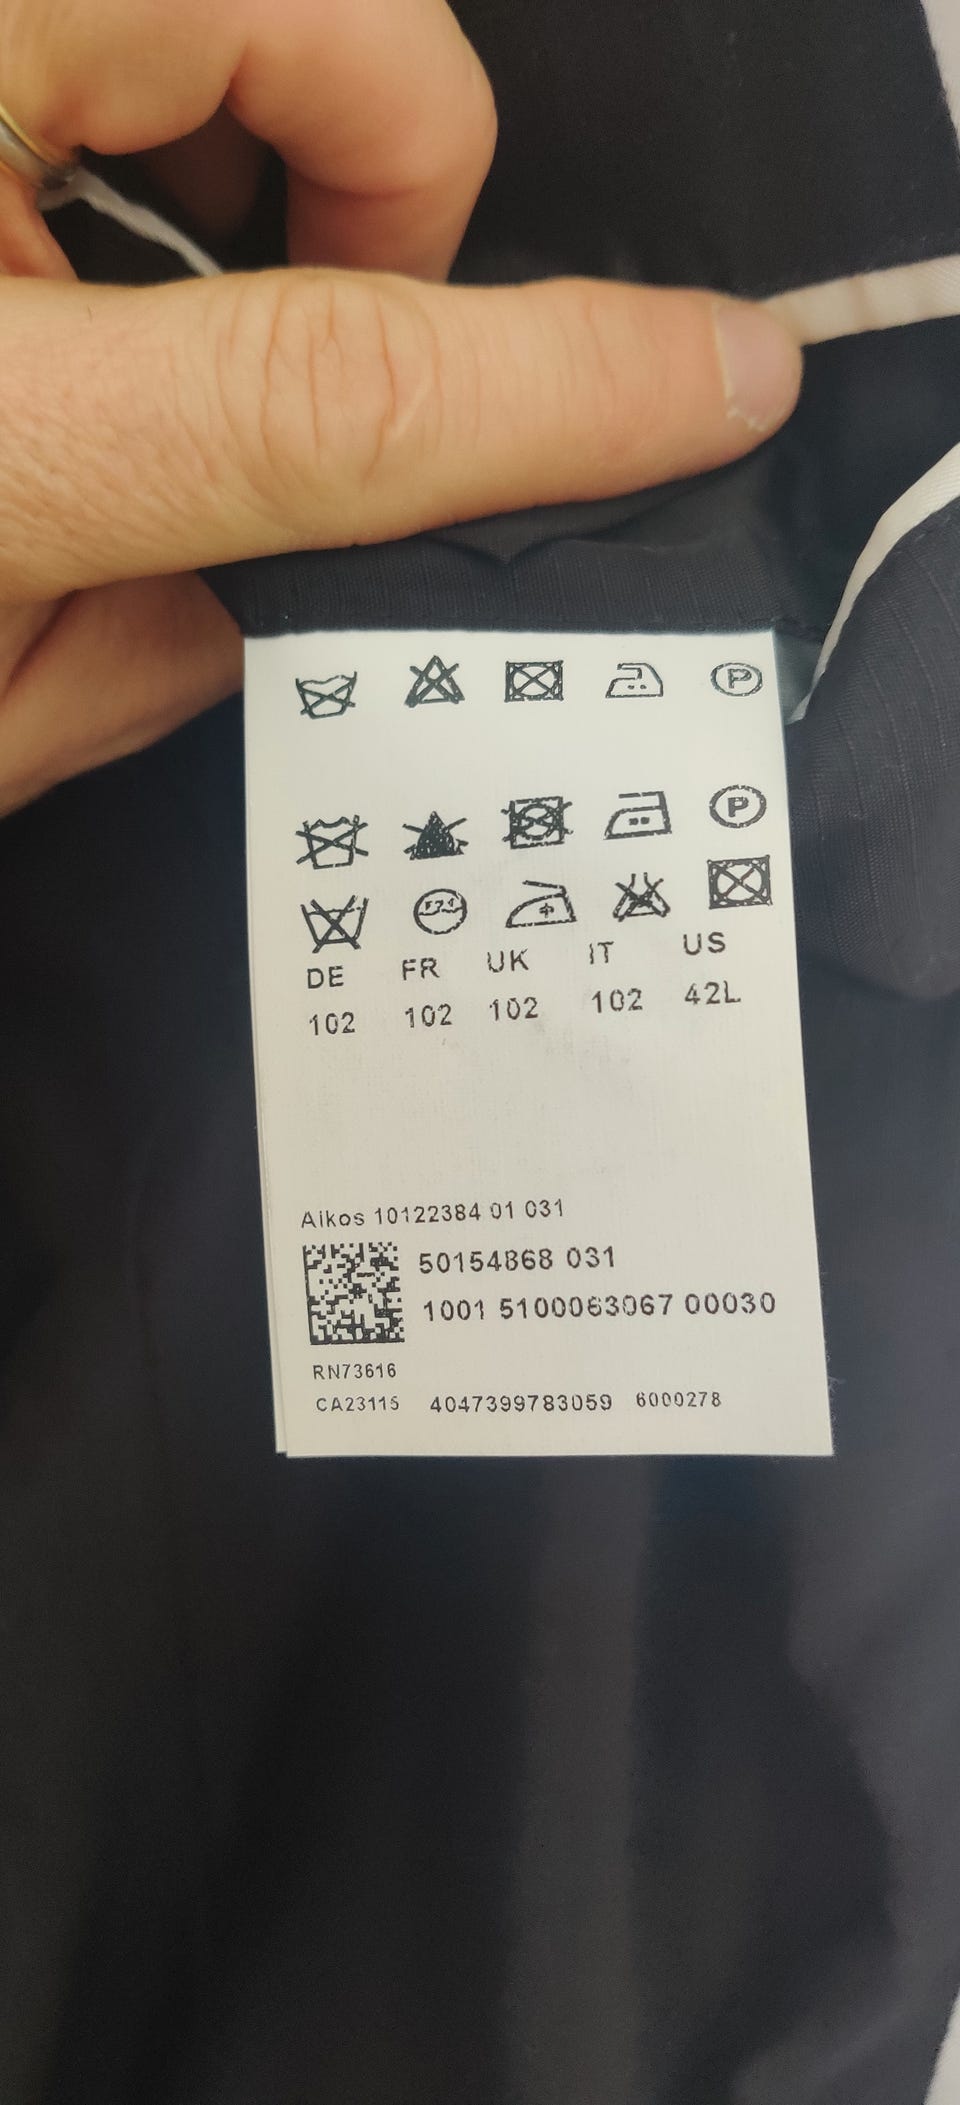 P
P
DE FR UK IT US
102 102 102 102 42L
Aikos 10122384 01 031
50154868 031
1001 5100063067 00030
RN73616
CA23115 4047399783059 6000278